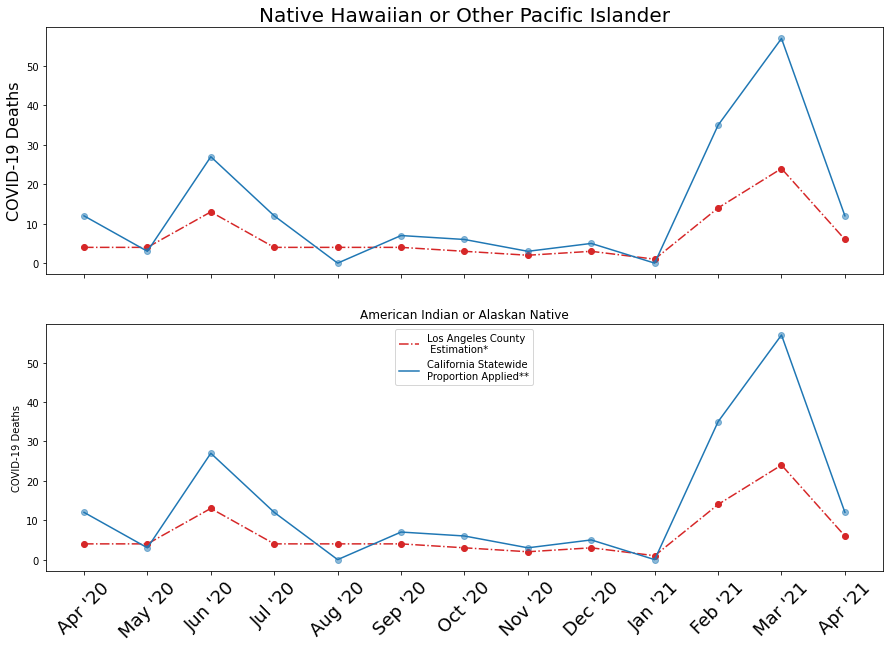 Native Hawaiian or Other Pacific Islander
COVID-19 Deaths
50
40
30
20
10
0
American Indian or Alaskan Native
Los Angeles County
Estimation*
California Statewide
Proportion Applied**
COVID-19 Deaths
50
40
30
20
10
0
Apr '20
May '20
Jun '20
Jul '20
Aug '20
Sep '20
Oct '20
Nov '20
Dec '20
Jan '21
Feb '21
Mar '21
Apr '21